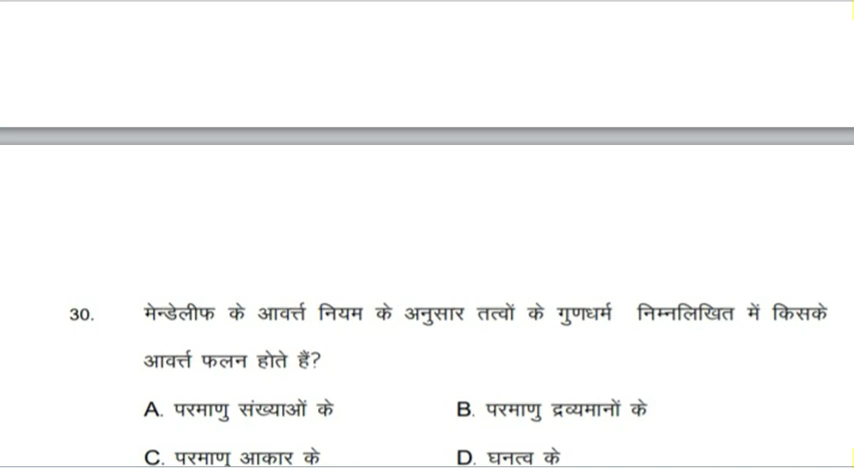 30. मेन्डेलीफ के आवर्त्त नियम के अनुसार तत्वों के गुणधर्म निम्नलिखित में किसके
आवर्त्त फलन होते हैं?
A. परमाणु संख्याओं के B. परमाणु द्रव्यमानों के
C. परमाणु आकार के D. घनत्व के